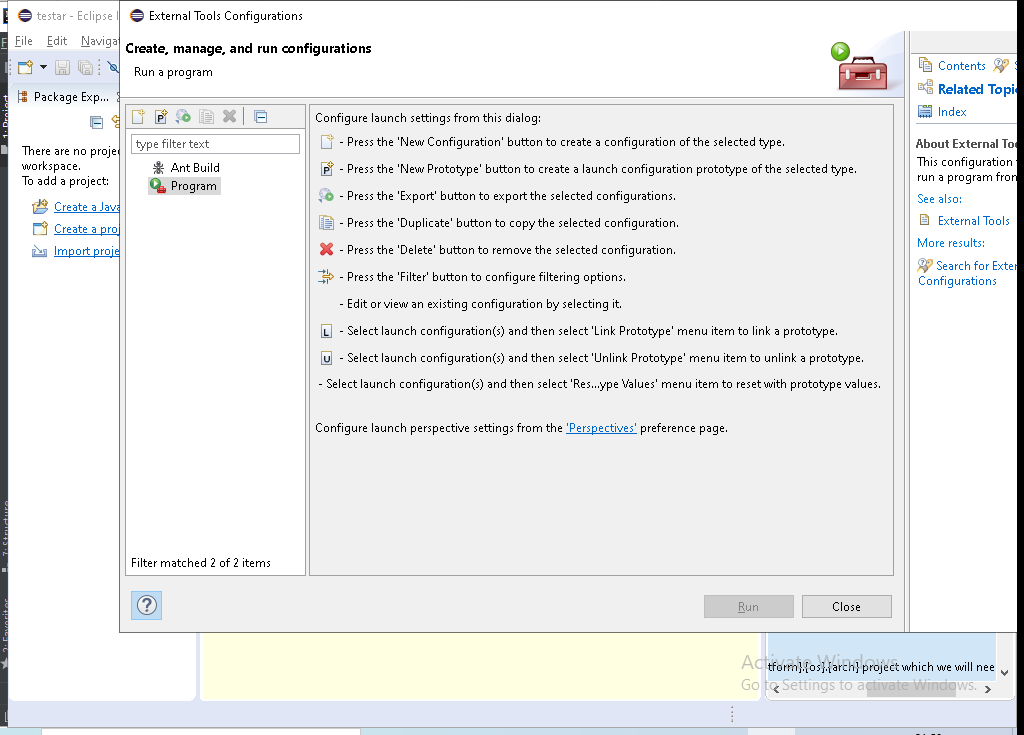 testar - Eclipse I
External Tools Configurations
File Edit Naviga
Create, manage, and run configurations
Run a program
Package Exp...
There are no proje
workspace.
To add a project:
Create a Java
Create a proj
Import proje
type filter text
Ant Build
Program
Filter matched 2 of 2 items
Configure launch settings from this dialog:
- Press the 'New Configuration' button to create a configuration of the selected type.
P - Press the 'New Prototype' button to create a launch configuration prototype of the selected type.
- Press the 'Export' button to export the selected configurations.
- Press the 'Duplicate' button to copy the selected configuration.
- Press the 'Delete' button to remove the selected configuration.
- Press the 'Filter' button to configure filtering options.
- Edit or view an existing configuration by selecting it.
L - Select launch configuration(s) and then select 'Link Prototype' menu item to link a prototype.
U - Select launch configuration(s) and then select 'Unlink Prototype' menu item to unlink a prototype.
- Select launch configuration(s) and then select 'Res...ype Values' menu item to reset with prototype values.
Configure launch perspective settings from the 'Perspectives' preference page.
Run Close
Contents
Related Topi
Index
About External Too
This configuration
run a program from
See also:
External Tools
More results:
Search for Exter
Configurations
1: Project
7: Structure
2: Favorites
tform}.{os}.{arch} project which we will nee
Activate Windows
Go to Settings to activate Windows.